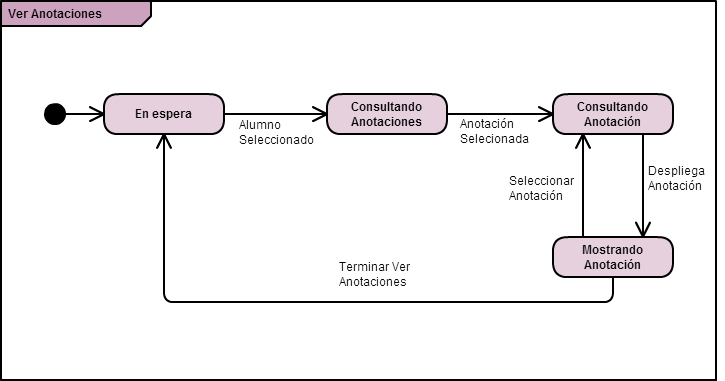 Ver Anotaciones
En espera
Alumno
Seleccionado
Consultando
Anotaciones
Anotación
Selecionada
Consultando
Anotación
Seleccionar
Anotación
Despliega
Anotación
Mostrando
Anotación
Terminar Ver
Anotaciones